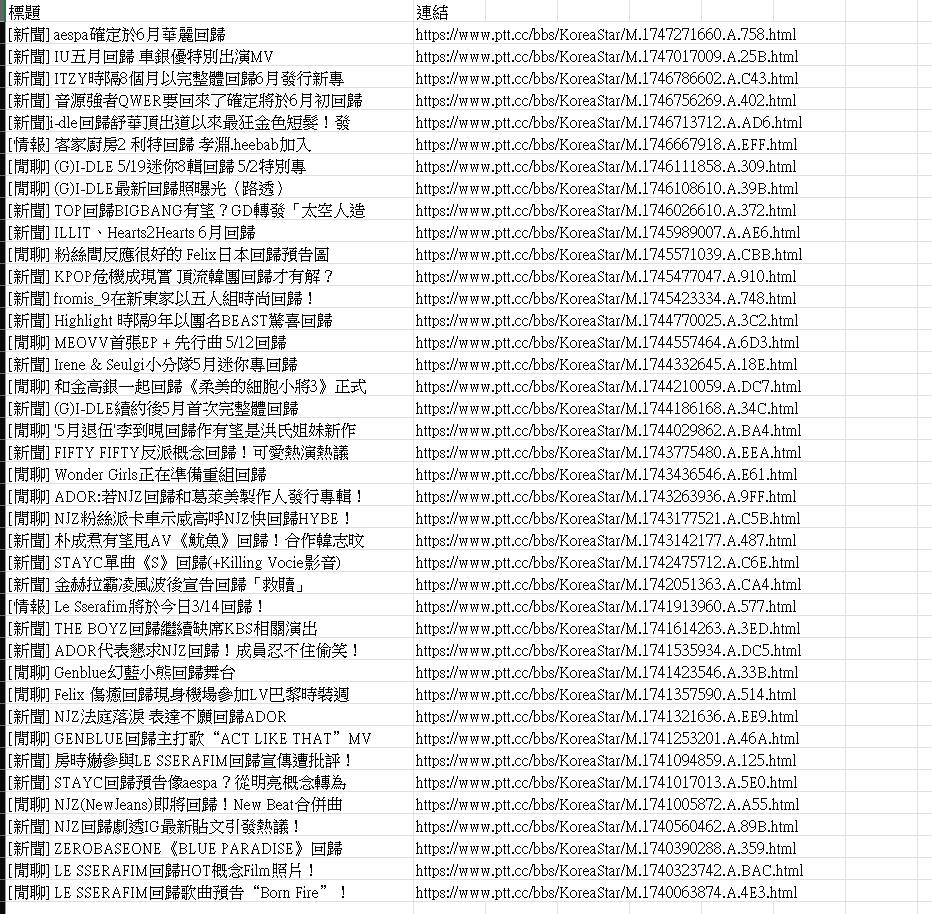 標題 連結
[新聞] aespa確定於6月華麗回歸 https://www.ptt.cc/bbs/KoreaStar/M.1747271660.A.758.html
[新聞] IU五月回歸 車銀優特別出演MV https://www.ptt.cc/bbs/KoreaStar/M.1747017009.A.25B.html
[新聞] ITZY時隔8個月以完整體回歸6月發行新專 https://www.ptt.cc/bbs/KoreaStar/M.1746786602.A.C43.html
[新聞] 音源強者QWER要回來了確定將於6月初回歸 https://www.ptt.cc/bbs/KoreaStar/M.1746756269.A.402.html
[新聞]i-dle回歸舒華頂出道以來最狂金色短髮！發 https://www.ptt.cc/bbs/KoreaStar/M.1746713712.A.AD6.html
[情報] 客家廚房2 利特回歸 孝淵.heebab加入 https://www.ptt.cc/bbs/KoreaStar/M.1746667918.A.EFF.html
[閒聊] (G)I-DLE 5/19迷你8輯回歸 5/2特別專 https://www.ptt.cc/bbs/KoreaStar/M.1746111858.A.309.html
[閒聊] (G)I-DLE最新回歸照曝光（路透） https://www.ptt.cc/bbs/KoreaStar/M.1746108610.A.39B.html
[新聞] TOP回歸BIGBANG有望？GD轉發「太空人造 https://www.ptt.cc/bbs/KoreaStar/M.1746026610.A.372.html
[新聞] ILLIT、Hearts2Hearts 6月回歸 https://www.ptt.cc/bbs/KoreaStar/M.1745989007.A.AE6.html
[閒聊] 粉絲間反應很好的 Felix日本回歸預告圖 https://www.ptt.cc/bbs/KoreaStar/M.1745571039.A.CBB.html
[新聞] KPOP危機成現實 頂流韓團回歸才有解？ https://www.ptt.cc/bbs/KoreaStar/M.1745477047.A.910.html
[新聞] fromis_9在新東家以五人組時尚回歸！ https://www.ptt.cc/bbs/KoreaStar/M.1745423334.A.748.html
[新聞] Highlight 時隔9年以團名BEAST驚喜回歸 https://www.ptt.cc/bbs/KoreaStar/M.1744770025.A.3C2.html
[閒聊] MEOVV首張EP + 先行曲 5/12回歸 https://www.ptt.cc/bbs/KoreaStar/M.1744557464.A.6D3.html
[新聞] Irene & Seulgi小分隊5月迷你專回歸 https://www.ptt.cc/bbs/KoreaStar/M.1744332645.A.18E.html
[閒聊] 和金高銀一起回歸《柔美的細胞小將3》正式 https://www.ptt.cc/bbs/KoreaStar/M.1744210059.A.DC7.html
[新聞] (G)I-DLE續約後5月首次完整體回歸 https://www.ptt.cc/bbs/KoreaStar/M.1744186168.A.34C.html
[閒聊] '5月退伍'李到晛回歸作有望是洪氏姐妹新作 https://www.ptt.cc/bbs/KoreaStar/M.1744029862.A.BA4.html
[新聞] FIFTY FIFTY反派概念回歸！可愛熱演熱議 https://www.ptt.cc/bbs/KoreaStar/M.1743775480.A.EEA.html
[閒聊] Wonder Girls正在準備重組回歸 https://www.ptt.cc/bbs/KoreaStar/M.1743436546.A.E61.html
[閒聊] ADOR:若NJZ回歸和葛萊美製作人發行專輯！ https://www.ptt.cc/bbs/KoreaStar/M.1743263936.A.9FF.html
[閒聊] NJZ粉絲派卡車示威高呼NJZ快回歸HYBE！ https://www.ptt.cc/bbs/KoreaStar/M.1743177521.A.C5B.html
[新聞] 朴成焄有望甩AV《魷魚》回歸！合作韓志旼 https://www.ptt.cc/bbs/KoreaStar/M.1743142177.A.487.html
[新聞] STAYC單曲《S》回歸(+Killing Vocie影音) https://www.ptt.cc/bbs/KoreaStar/M.1742475712.A.C6E.html
[新聞] 金赫拉霸凌風波後宣告回歸「救贖」 https://www.ptt.cc/bbs/KoreaStar/M.1742051363.A.CA4.html
[情報] Le Sserafim將於今日3/14回歸！ https://www.ptt.cc/bbs/KoreaStar/M.1741913960.A.577.html
[新聞] THE BOYZ回歸繼續缺席KBS相關演出 https://www.ptt.cc/bbs/KoreaStar/M.1741614263.A.3ED.html
[新聞] ADOR代表懇求NJZ回歸！成員忍不住偷笑！ https://www.ptt.cc/bbs/KoreaStar/M.1741535934.A.DC5.html
[閒聊] Genblue幻藍小熊回歸舞台 https://www.ptt.cc/bbs/KoreaStar/M.1741423546.A.33B.html
[閒聊] Felix 傷癒回歸現身機場參加LV巴黎時裝週 https://www.ptt.cc/bbs/KoreaStar/M.1741357590.A.514.html
[新聞] NJZ法庭落淚 表達不願回歸ADOR https://www.ptt.cc/bbs/KoreaStar/M.1741321636.A.EE9.html
[閒聊] GENBLUE回歸主打歌“ACT LIKE THAT”MV https://www.ptt.cc/bbs/KoreaStar/M.1741253201.A.46A.html
[新聞] 房時爀參與LE SSERAFIM回歸宣傳遭批評！ https://www.ptt.cc/bbs/KoreaStar/M.1741094859.A.125.html
[新聞] STAYC回歸預告像aespa？從明亮概念轉為 https://www.ptt.cc/bbs/KoreaStar/M.1741017013.A.5E0.html
[閒聊] NJZ(NewJeans)即將回歸！New Beat合併曲 https://www.ptt.cc/bbs/KoreaStar/M.1741005872.A.A55.html
[新聞] NJZ回歸劇透IG最新貼文引發熱議！ https://www.ptt.cc/bbs/KoreaStar/M.1740560462.A.89B.html
[新聞] ZEROBASEONE《BLUE PARADISE》回歸 https://www.ptt.cc/bbs/KoreaStar/M.1740390288.A.359.html
[閒聊] LE SSERAFIM回歸HOT概念Film照片！ https://www.ptt.cc/bbs/KoreaStar/M.1740323742.A.BAC.html
[閒聊] LE SSERAFIM回歸歌曲預告“Born Fire”！ https://www.ptt.cc/bbs/KoreaStar/M.1740063874.A.4E3.html